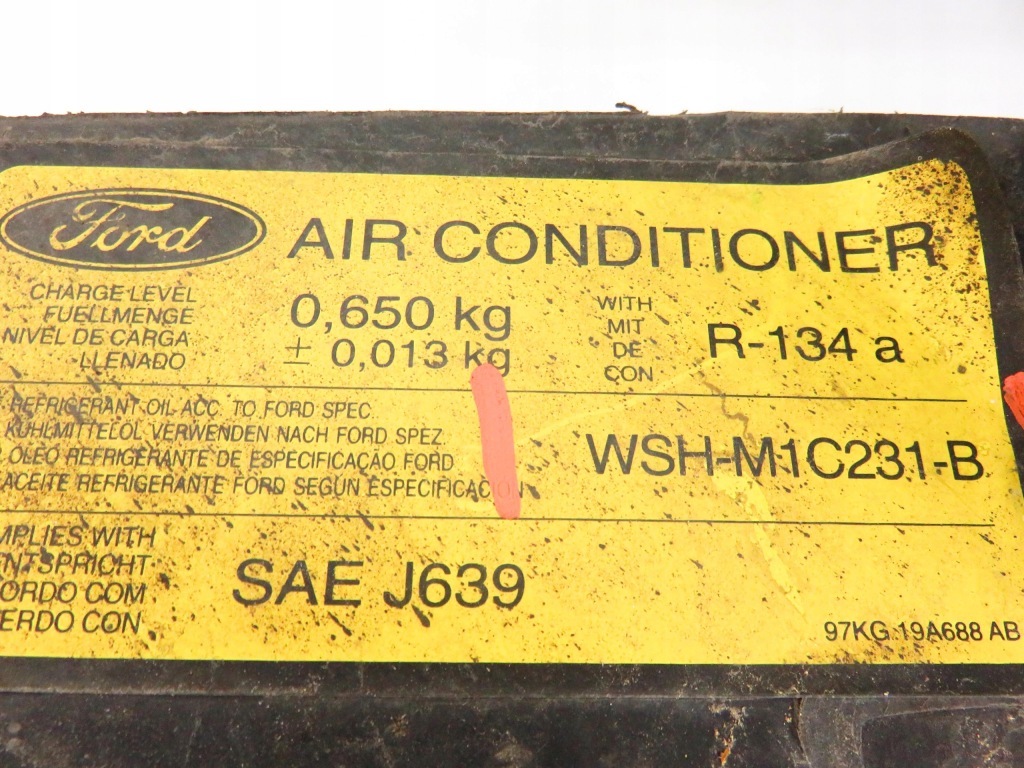 Ford AIR CONDITIONER
CHARGE LEVEL
FUELLMENGE
NIVEL DE CARGA
LLENADO
0,650 kg
± 0,013 kg
WITH
MIT
DE
CON
R-134 a
REFRIGERANT OIL ACC. TO FORD SPEC.
KUHLMITTELOL VERWENDEN NACH FORD SPEZ.
OLEO REFRIGERANTE DE ESPECIFICAÇAO FORD
ACEITE REFRIGERANTE FORD SEGUN ESPECIFICACION
WSH-M1C231-B
MPLIES WITH
NTSPRICHT
ORDO COM
ERDO CON
SAE J639
97KG 19A688 AB